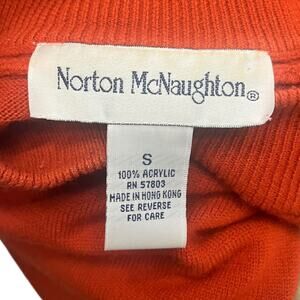 Norton McNaughton®
S
100% ACRYLIC
RN 57803
MADE IN HONG KONG
SEE REVERSE
FOR CARE